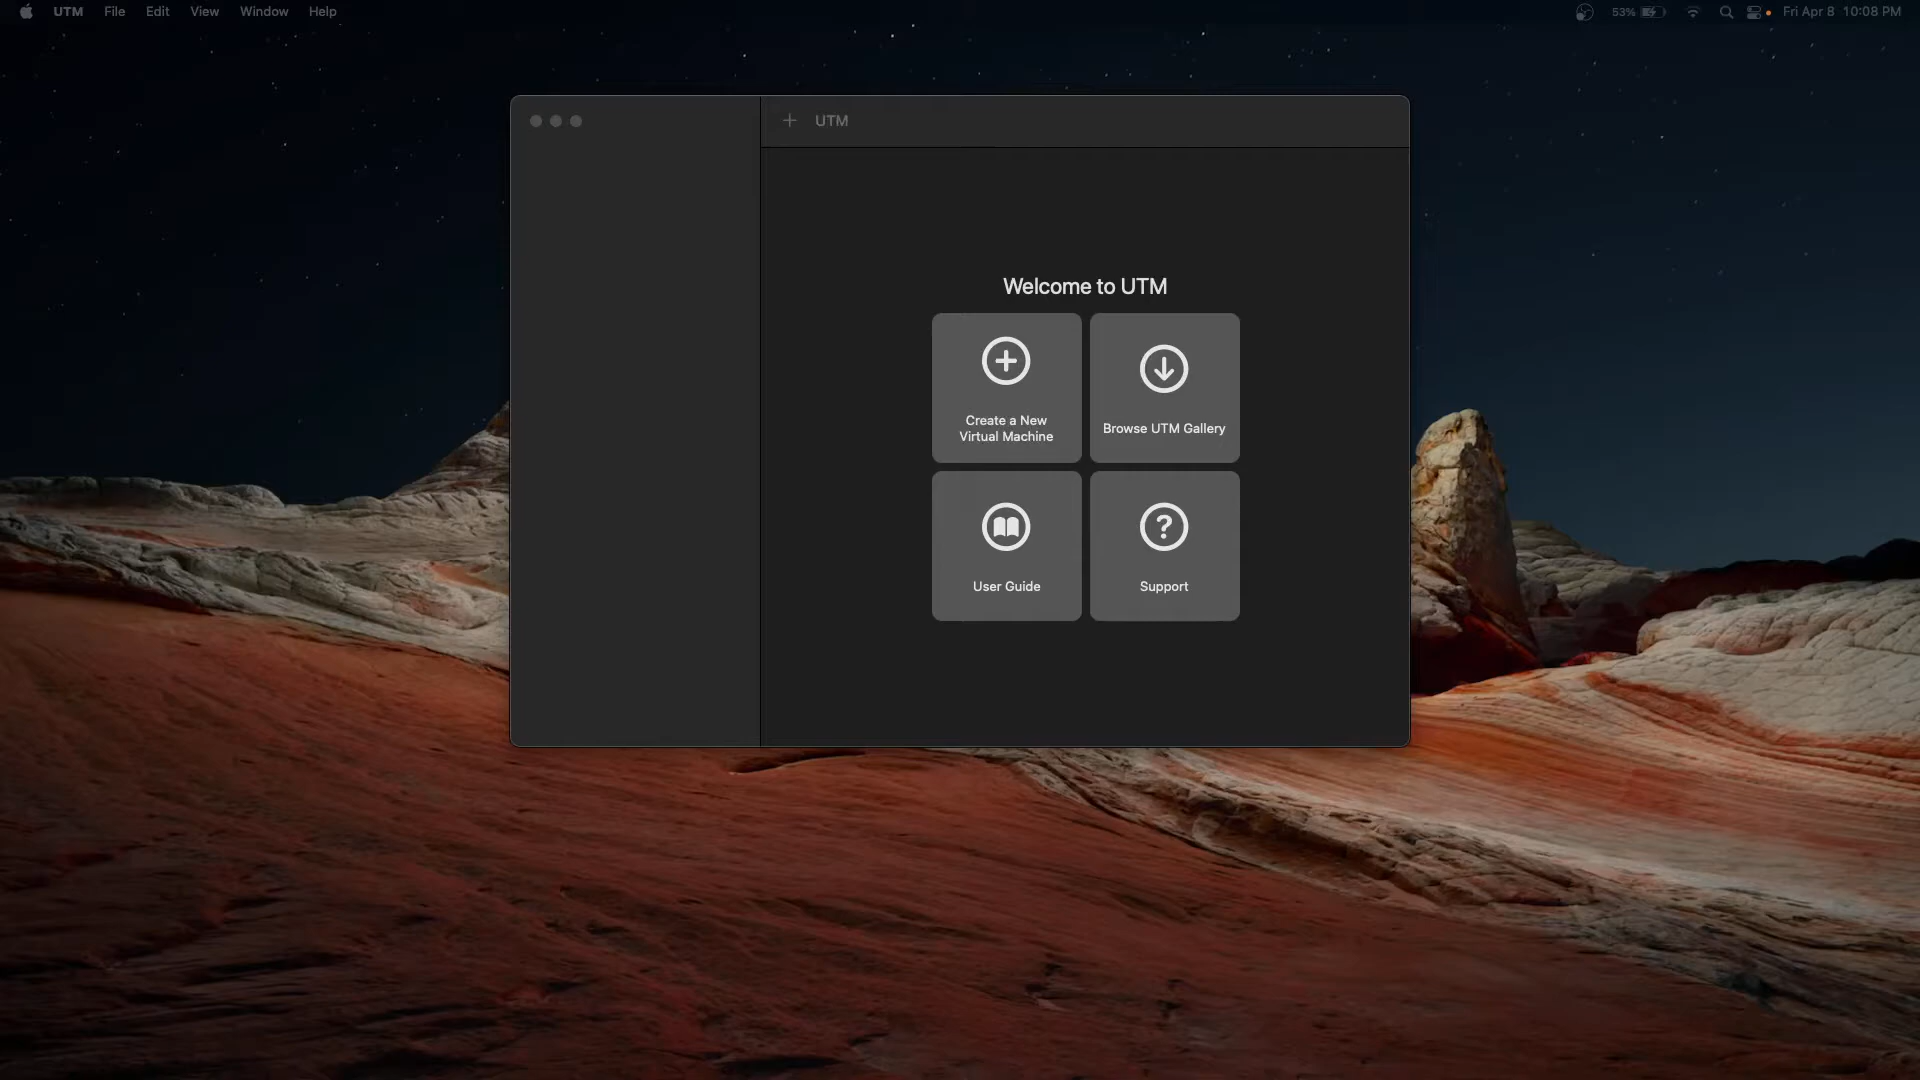 UTM File Edit View Window Help
53% Fri Apr 8 10:08 PM
UTM
Welcome to UTM
Create a New
Virtual Machine
Browse UTM Gallery
User Guide
Support